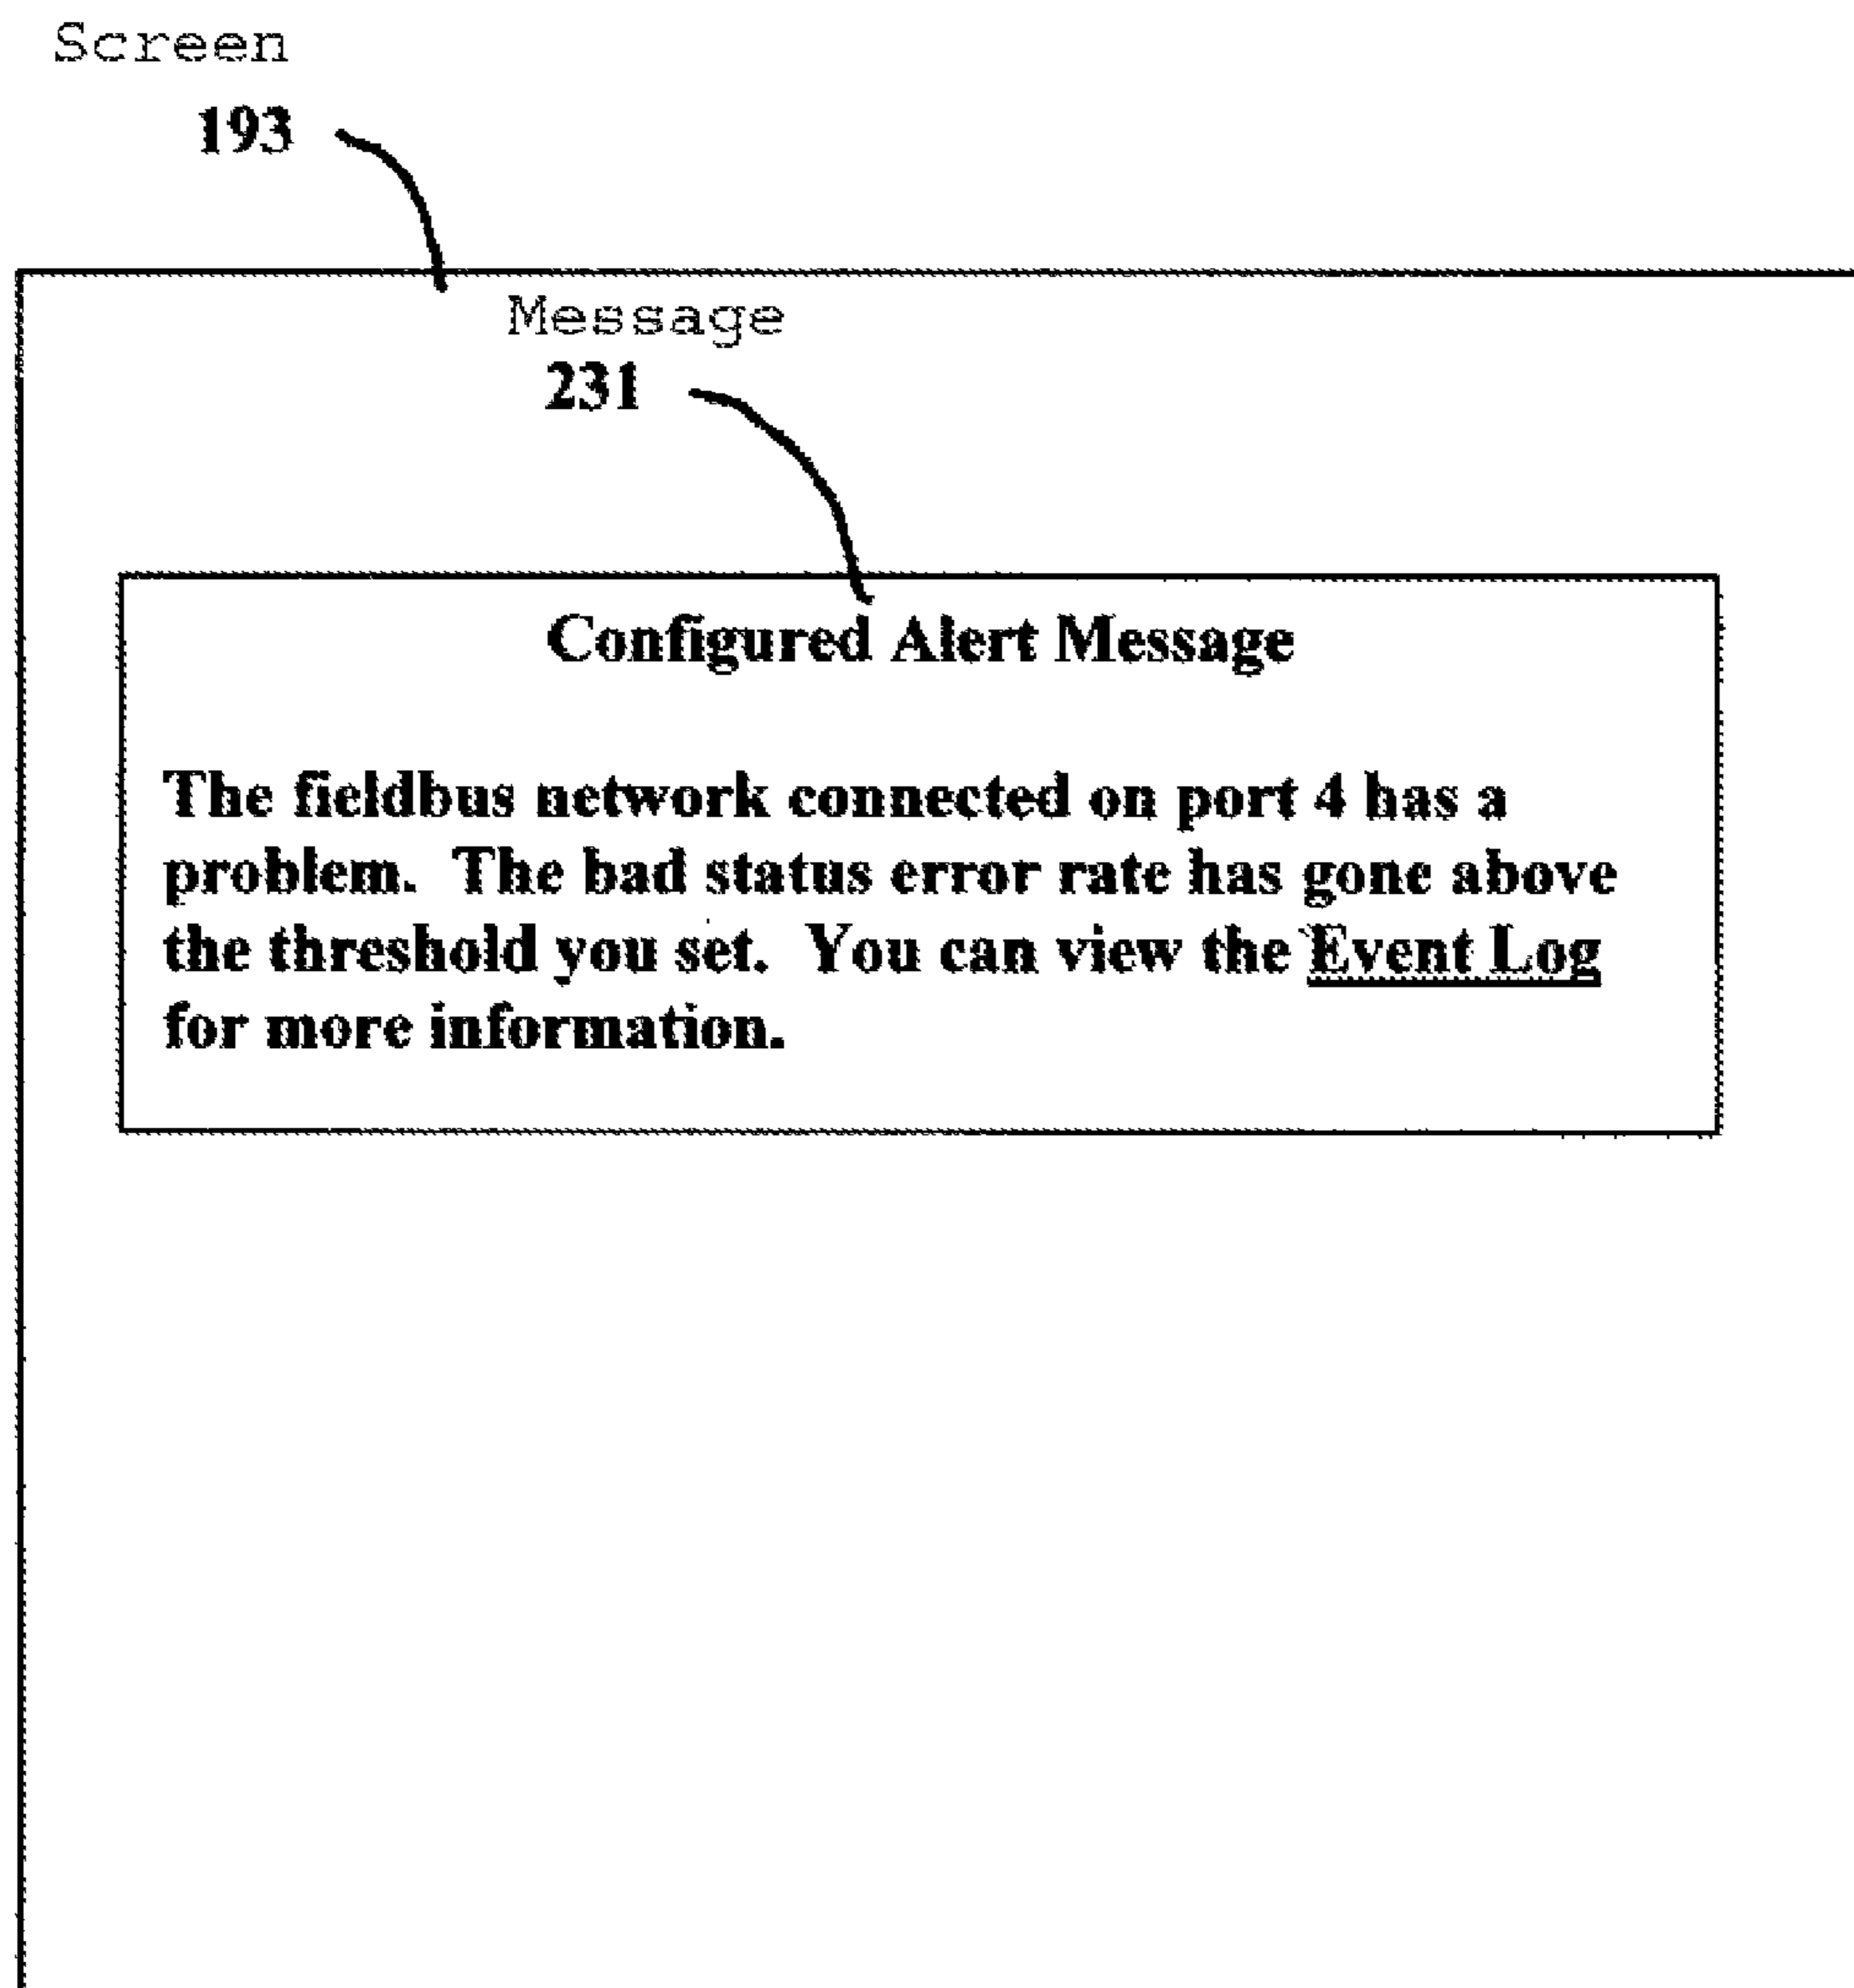 Screen
193
Message
231
Configured Alert Message
The fieldbus network connected on port 4 has a
problem. The bad status error rate has gone above
the threshold you set. You can view the Event Log
for more information.